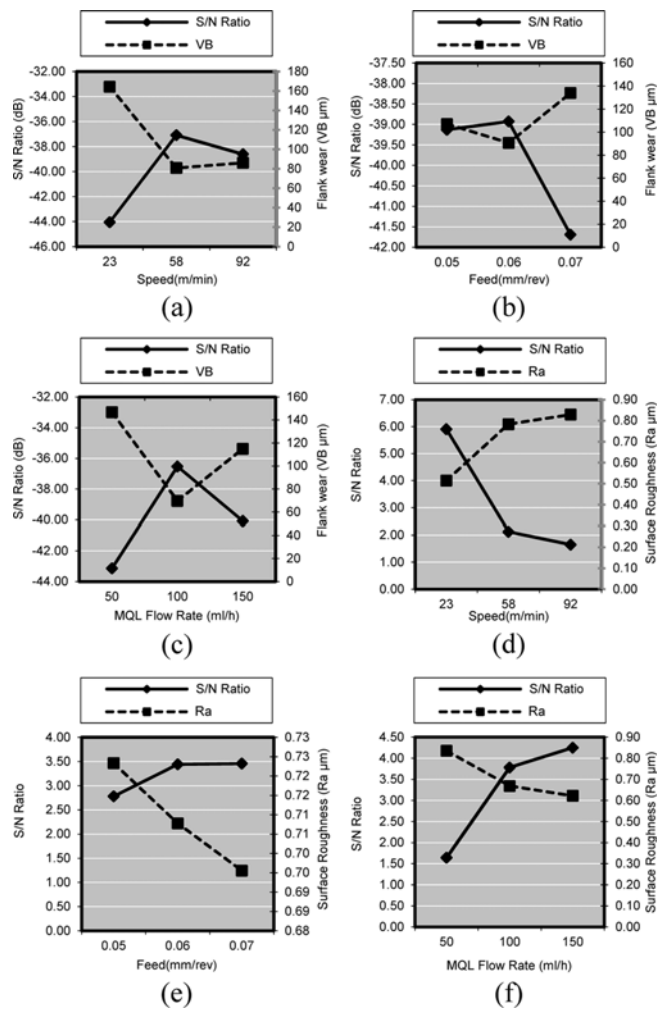 S/N Ratio
VB
-32.00
-34.00
-36.00
-38.00
-40.00
-42.00
-44.00
-46.00
S/N Ratio (dB)
180
160
140
120
100
80
60
40
20
0
Flank wear (VB µm)
23 58 92
Speed(m/min)
(a)
S/N Ratio
VB
-37.50
-38.00
-38.50
-39.00
-39.50
-40.00
-40.50
-41.00
-41.50
-42.00
S/N Ratio (dB)
160
140
120
100
80
60
40
20
0
Flank wear (VB µm)
0.05 0.06 0.07
Feed(mm/rev)
(b)
S/N Ratio
VB
-32.00
-34.00
-36.00
-38.00
-40.00
-42.00
-44.00
S/N Ratio (dB)
160
140
120
100
80
60
40
20
0
Flank wear (VB µm)
50 100 150
MQL Flow Rate (ml/h)
(c)
S/N Ratio
Ra
7.00
6.00
5.00
4.00
3.00
2.00
1.00
0.00
S/N Ratio
0.90
0.80
0.70
0.60
0.50
0.40
0.30
0.20
0.10
0.00
Surface Roughness (Ra µm)
23 58 92
Speed(m/min)
(d)
S/N Ratio
Ra
4.00
3.50
3.00
2.50
2.00
1.50
1.00
0.50
0.00
S/N Ratio
0.73
0.73
0.72
0.72
0.71
0.71
0.70
0.70
0.69
0.69
0.68
Surface Roughness (Ra µm)
0.05 0.06 0.07
Feed(mm/rev)
(e)
S/N Ratio
Ra
4.50
4.00
3.50
3.00
2.50
2.00
1.50
1.00
0.50
0.00
S/N Ratio
0.90
0.80
0.70
0.60
0.50
0.40
0.30
0.20
0.10
0.00
Surface Roughness (Ra µm)
50 100 150
MQL Flow Rate (ml/h)
(f)